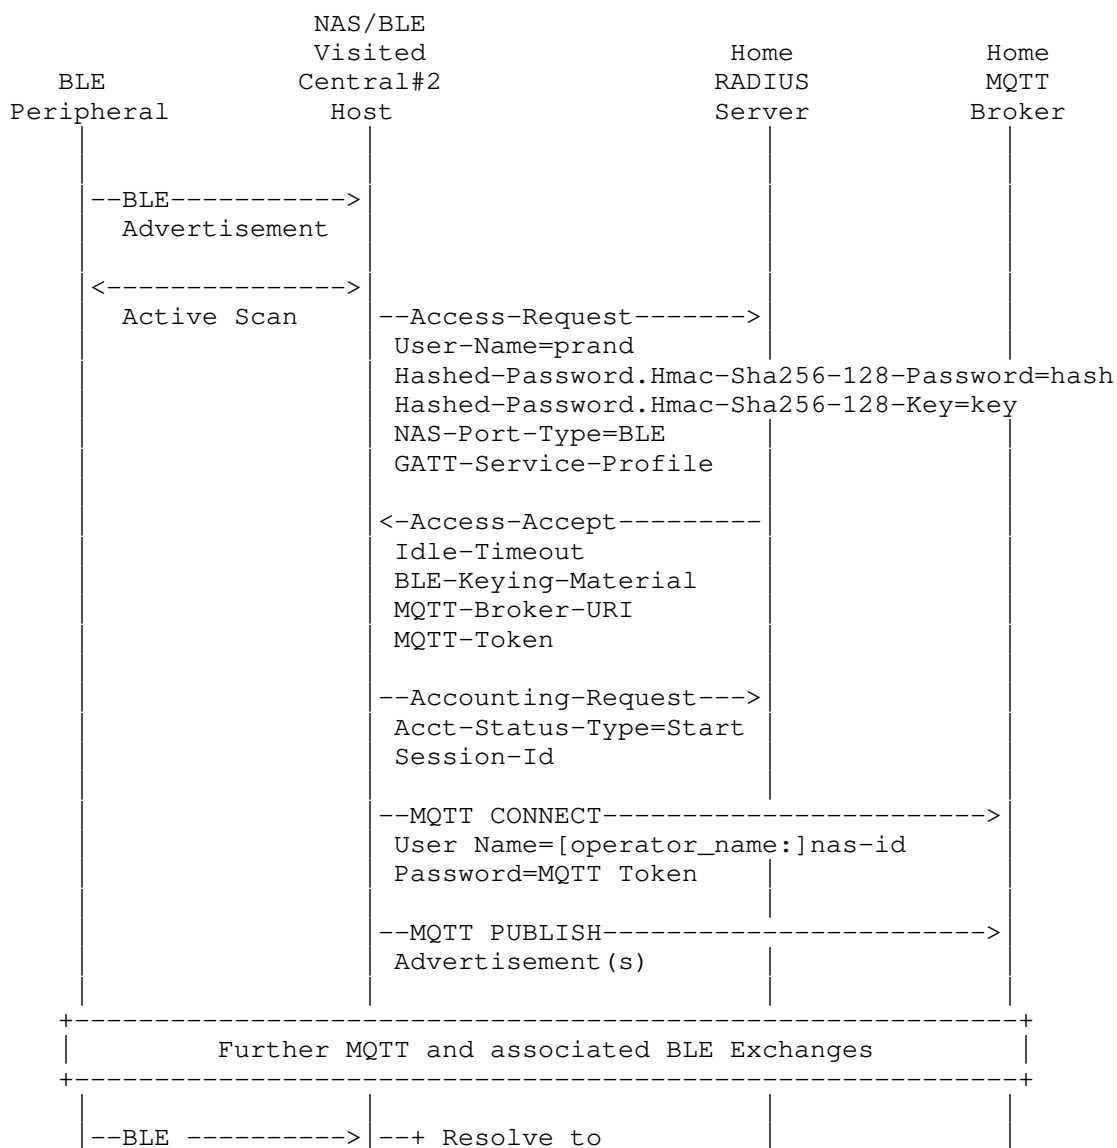 NAS/BLE
Visited Home Home
BLE Central#2 RADIUS MQTT
Peripheral Host Server Broker
--BLE----------->
Advertisement
<--------------->
Active Scan --Access-Request------->
User-Name=prand
Hashed-Password.Hmac-Sha256-128-Password=hash
Hashed-Password.Hmac-Sha256-128-Key=key
NAS-Port-Type=BLE
GATT-Service-Profile
<-Access-Accept---------
Idle-Timeout
BLE-Keying-Material
MQTT-Broker-URI
MQTT-Token
--Accounting-Request--->
Acct-Status-Type=Start
Session-Id
--MQTT CONNECT------------------------>
User Name=[operator_name:]nas-id
Password=MQTT Token
--MQTT PUBLISH------------------------>
Advertisement(s)
Further MQTT and associated BLE Exchanges
--BLE ---------->|--+ Resolve to